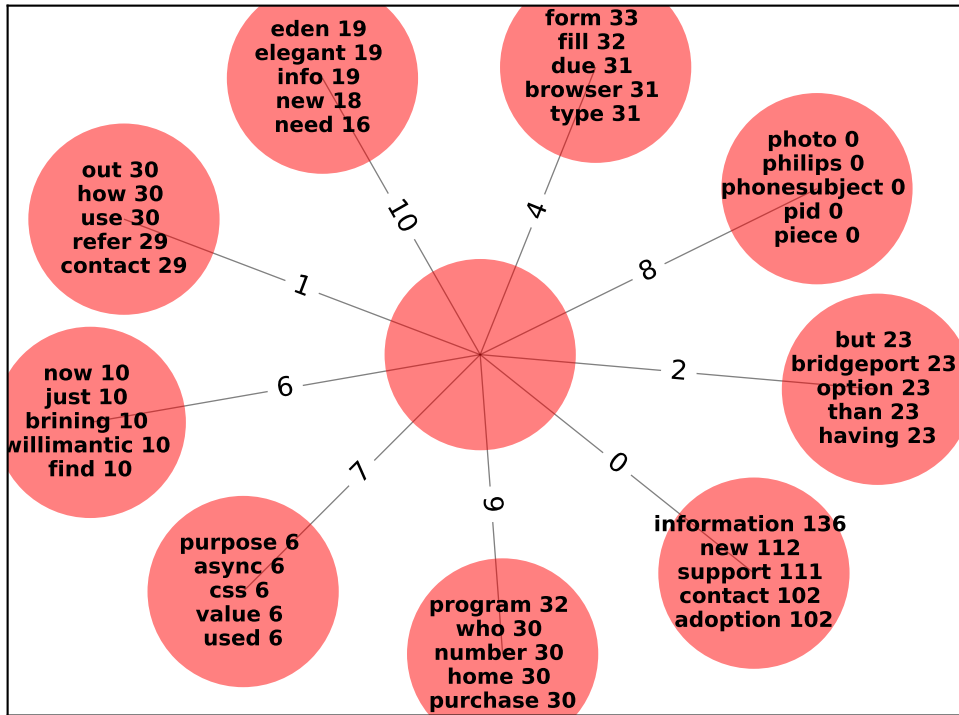 eden 19
elegant 19
info 19
new 18
need 16
form 33
fill 32
due 31
browser 31
type 31
photo 0
philips 0
phonesubject 0
pid 0
piece 0
out 30
how 30
use 30
refer 29
contact 29
10
4
8
1
2
6
but 23
bridgeport 23
option 23
than 23
having 23
now 10
just 10
brining 10
willimantic 10
find 10
7
9
0
purpose 6
async 6
css 6
value 6
used 6
program 32
who 30
number 30
home 30
purchase 30
information 136
new 112
support 111
contact 102
adoption 102